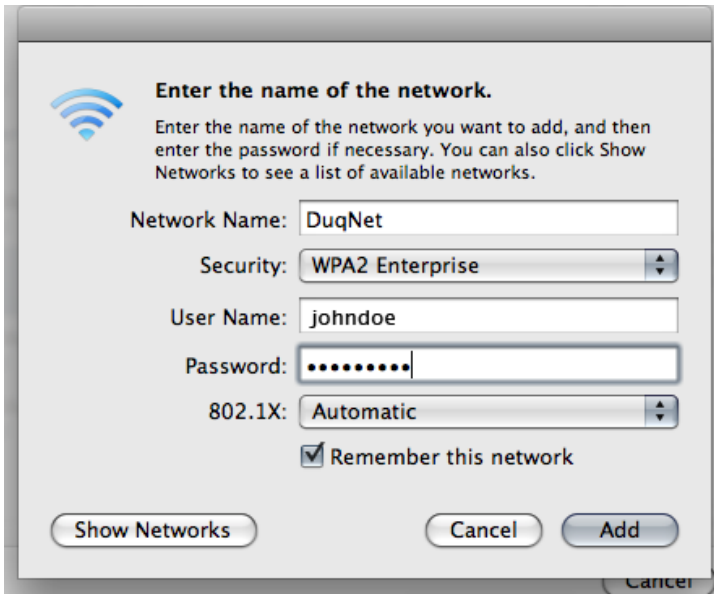 Enter the name of the network.
Enter the name of the network you want to add, and then
enter the password if necessary. You can also click Show
Networks to see a list of available networks.
Network Name: DuqNet
Security: WPA2 Enterprise
User Name: johndoe
Password: •••••••••
802.1X: Automatic
Remember this network
Show Networks Cancel Add
Cancel